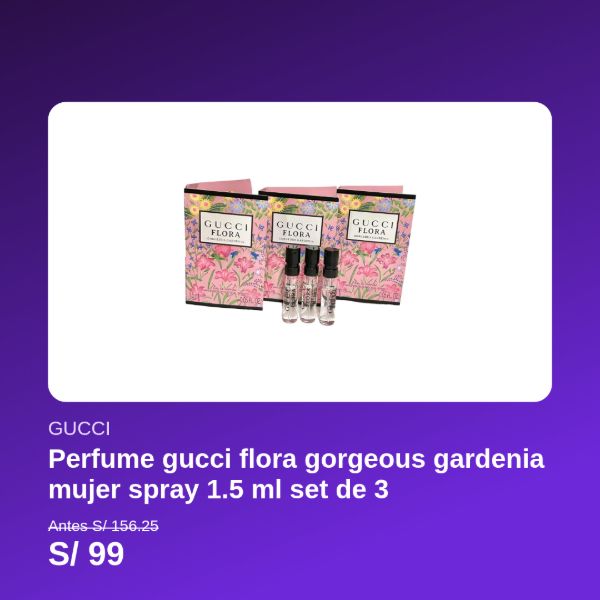 GUCCI
FLORA
GUCCI
FLORA
GUCCI
FLORA
GUCCI
Perfume gucci flora gorgeous gardenia
mujer spray 1.5 ml set de 3
Antes S/ 156.25
S/ 99